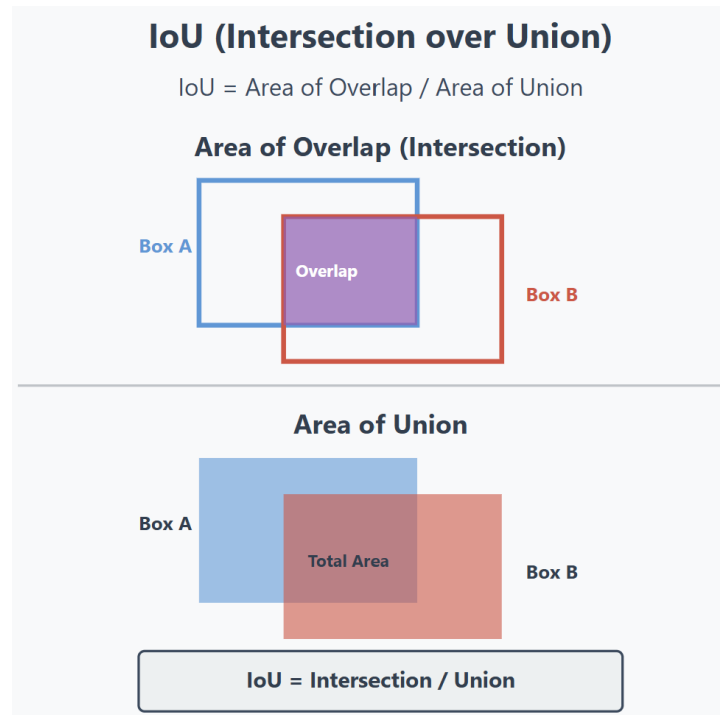 IoU (Intersection over Union)
IoU = Area of Overlap / Area of Union
Area of Overlap (Intersection)
Box A
Overlap
Box B
Area of Union
Box A
Total Area
Box B
IoU = Intersection / Union